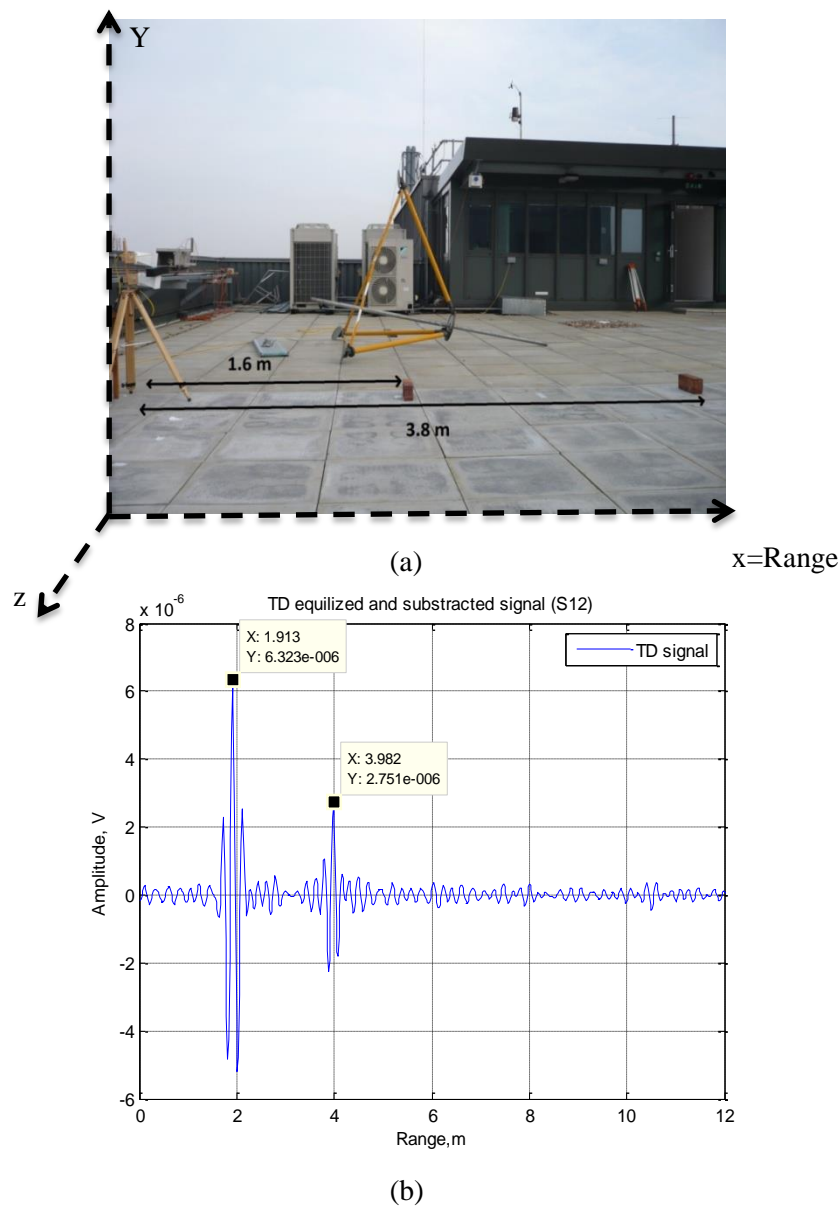 Y
1.6 m
3.8 m
(a)
x=Range
z
x 10^-6
TD equilized and substracted signal (S12)
8
X: 1.913
Y: 6.323e-006
TD signal
6
X: 3.982
Y: 2.751e-006
4
2
0
-2
-4
-6
Amplitude, V
0 2 4 6 8 10 12
Range,m
(b)